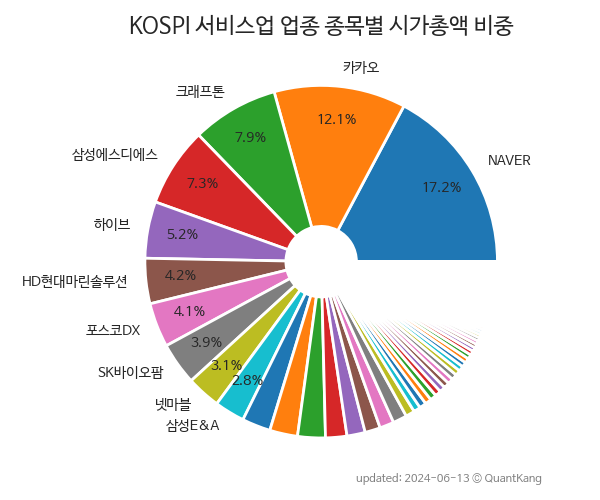 KOSPI 서비스업 업종 종목별 시가총액 비중
카카오
크래프톤
12.1%
7.9%
삼성에스디에스
NAVER
7.3%
17.2%
하이브
5.2%
HD현대마린솔루션
4.2%
4.1%
포스코DX
3.9%
SK바이오팜
3.1%
2.8%
넷마블
삼성E&A
updated: 2024-06-13 © QuantKang